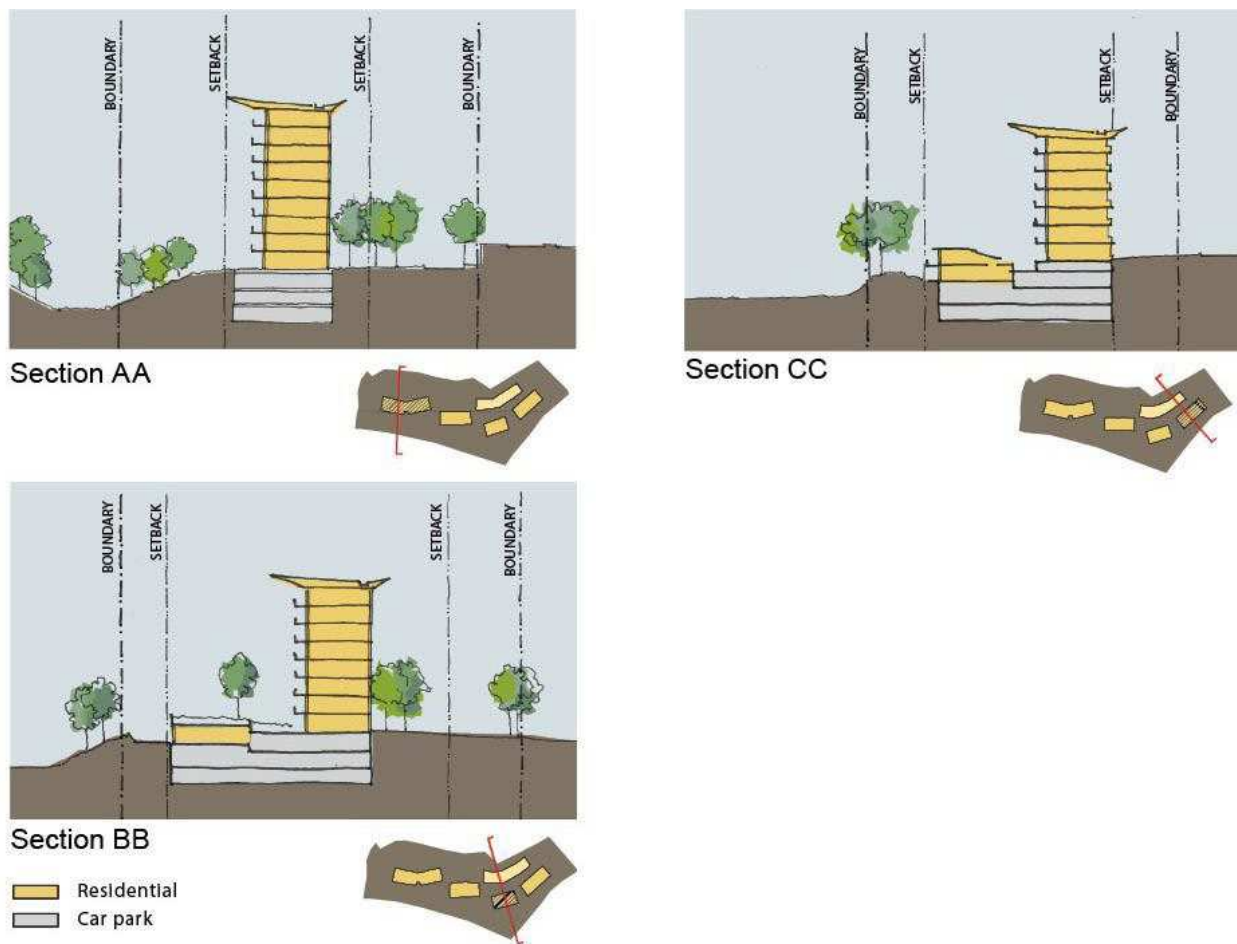 BOUNDARY
SETBACK
SETBACK
BOUNDARY
Section AA
BOUNDARY
SETBACK
SETBACK
BOUNDARY
Section CC
BOUNDARY
SETBACK
SETBACK
BOUNDARY
Section BB
Residential
Car park